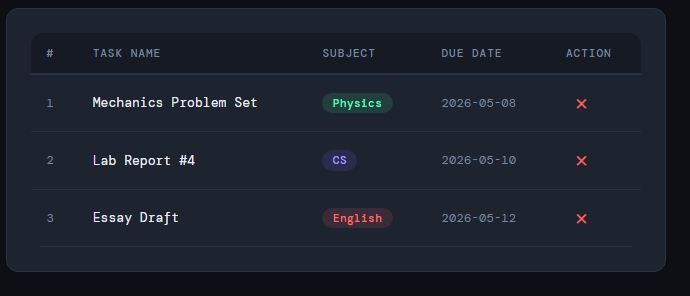 # TASK NAME SUBJECT DUE DATE ACTION
1 Mechanics Problem Set Physics 2026-05-08 ✕
2 Lab Report #4 CS 2026-05-10 ✕
3 Essay Draft English 2026-05-12 ✕